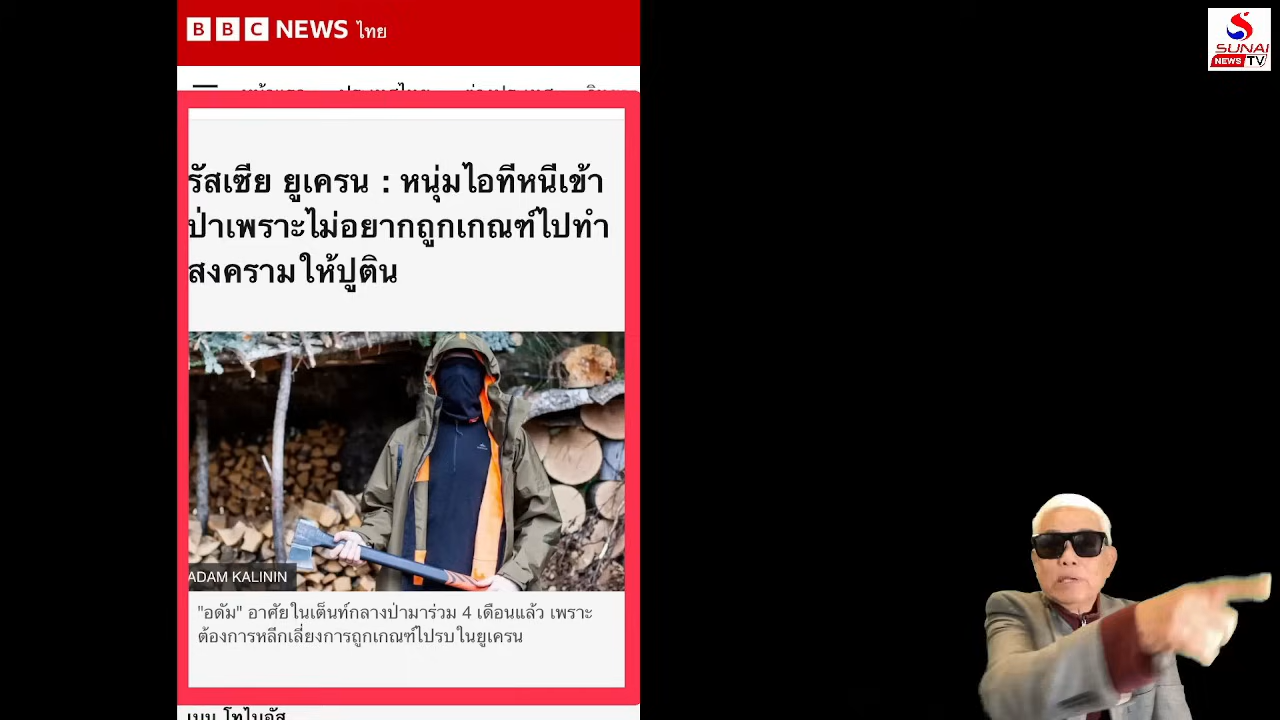 BBC NEWS ไทย
SUNAI
NEWS TV
รัสเซีย ยูเครน : หนุ่มไอทีหนีเข้า
ป่าเพราะไม่อยากถูกเกณฑ์ไปทำ
สงครามให้ปูติน
ADAM KALININ
"อดัม" อาศัยในเต็นท์กลางป่ามาร่วม 4 เดือนแล้ว เพราะ
ต้องการหลีกเลี่ยงการถูกเกณฑ์ไปรบในยูเครน